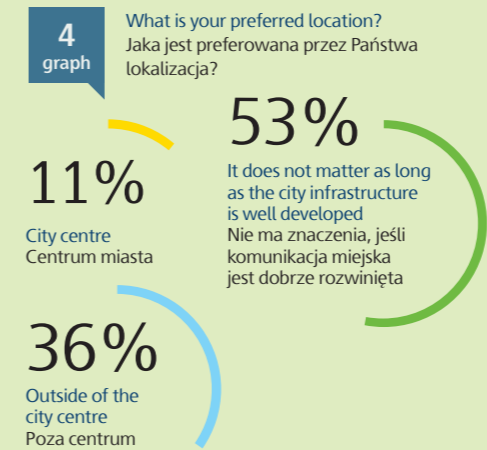 4
graph
What is your preferred location?
Jaka jest preferowana przez Państwa
lokalizacja?
11%
City centre
Centrum miasta
53%
It does not matter as long
as the city infrastructure
is well developed
Nie ma znaczenia, jeśli
komunikacja miejska
jest dobrze rozwinięta
36%
Outside of the
city centre
Poza centrum